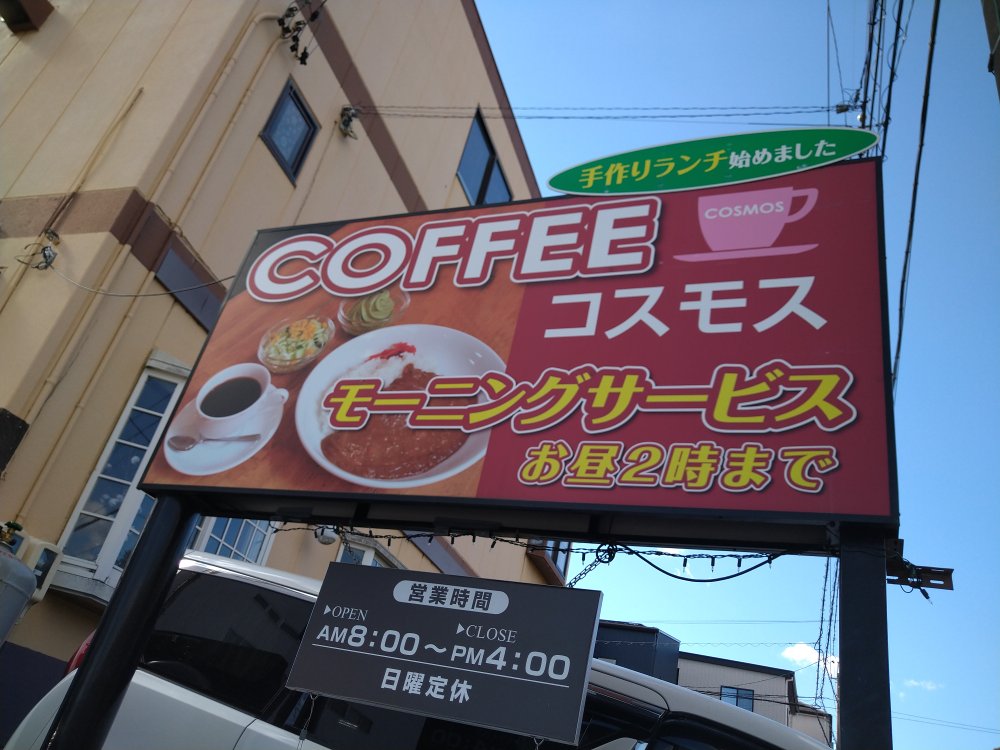 手作りランチ始めました
COFFEE
COSMOS
コスモス
モーニングサービス
お昼2時まで
営業時間
▶OPEN
▶CLOSE
AM8:00～PM4:00
日曜定休